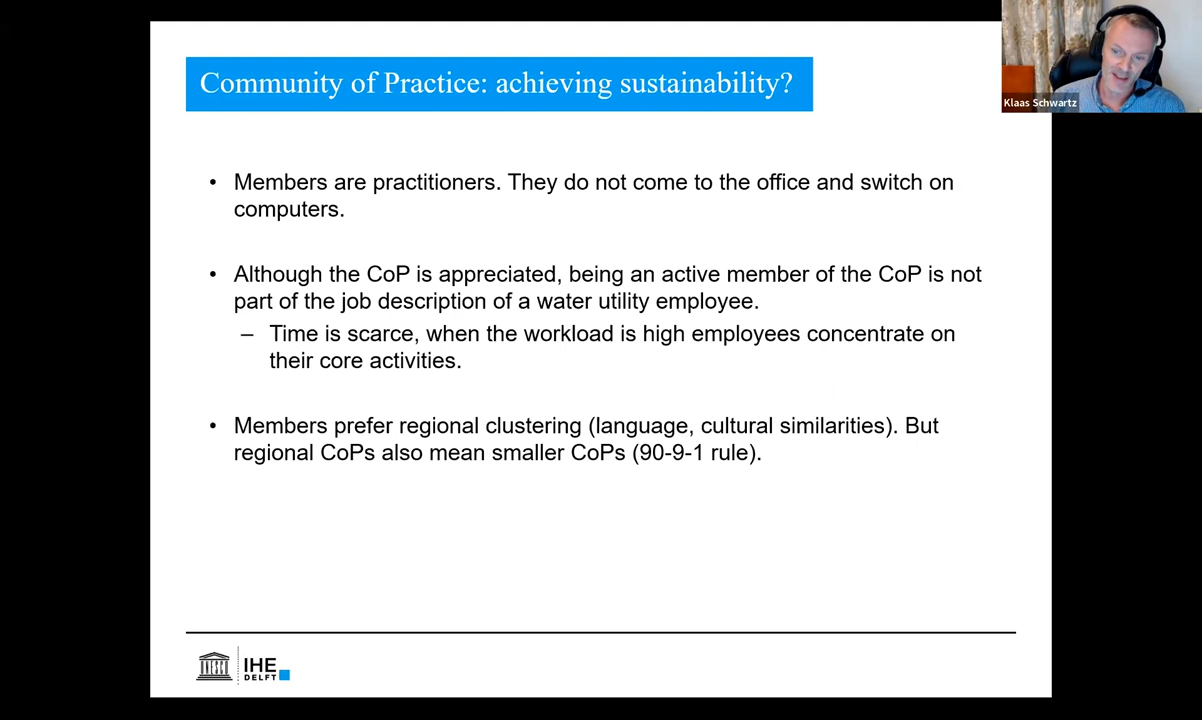 Community of Practice: achieving sustainability?
Klaas Schwartz
• Members are practitioners. They do not come to the office and switch on
computers.
• Although the CoP is appreciated, being an active member of the CoP is not
part of the job description of a water utility employee.
– Time is scarce, when the workload is high employees concentrate on
their core activities.
• Members prefer regional clustering (language, cultural similarities). But
regional CoPs also mean smaller CoPs (90-9-1 rule).
UNESCO
IHE
DELFT